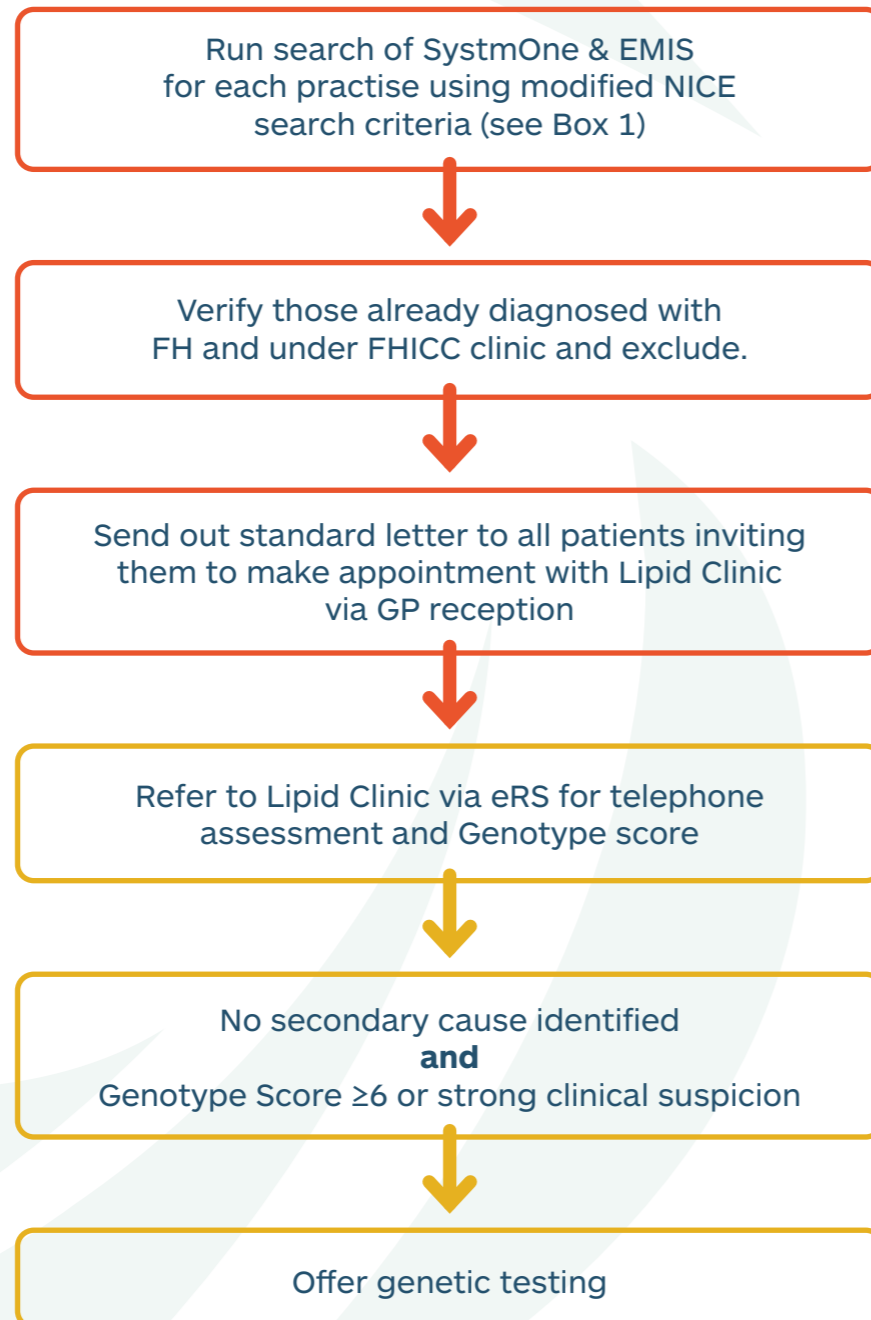 Run search of SystmOne & EMIS
for each practise using modified NICE
search criteria (see Box 1)
Verify those already diagnosed with
FH and under FHICC clinic and exclude.
Send out standard letter to all patients inviting
them to make appointment with Lipid Clinic
via GP reception
Refer to Lipid Clinic via eRS for telephone
assessment and Genotype score
No secondary cause identified
and
Genotype Score ≥6 or strong clinical suspicion
Offer genetic testing